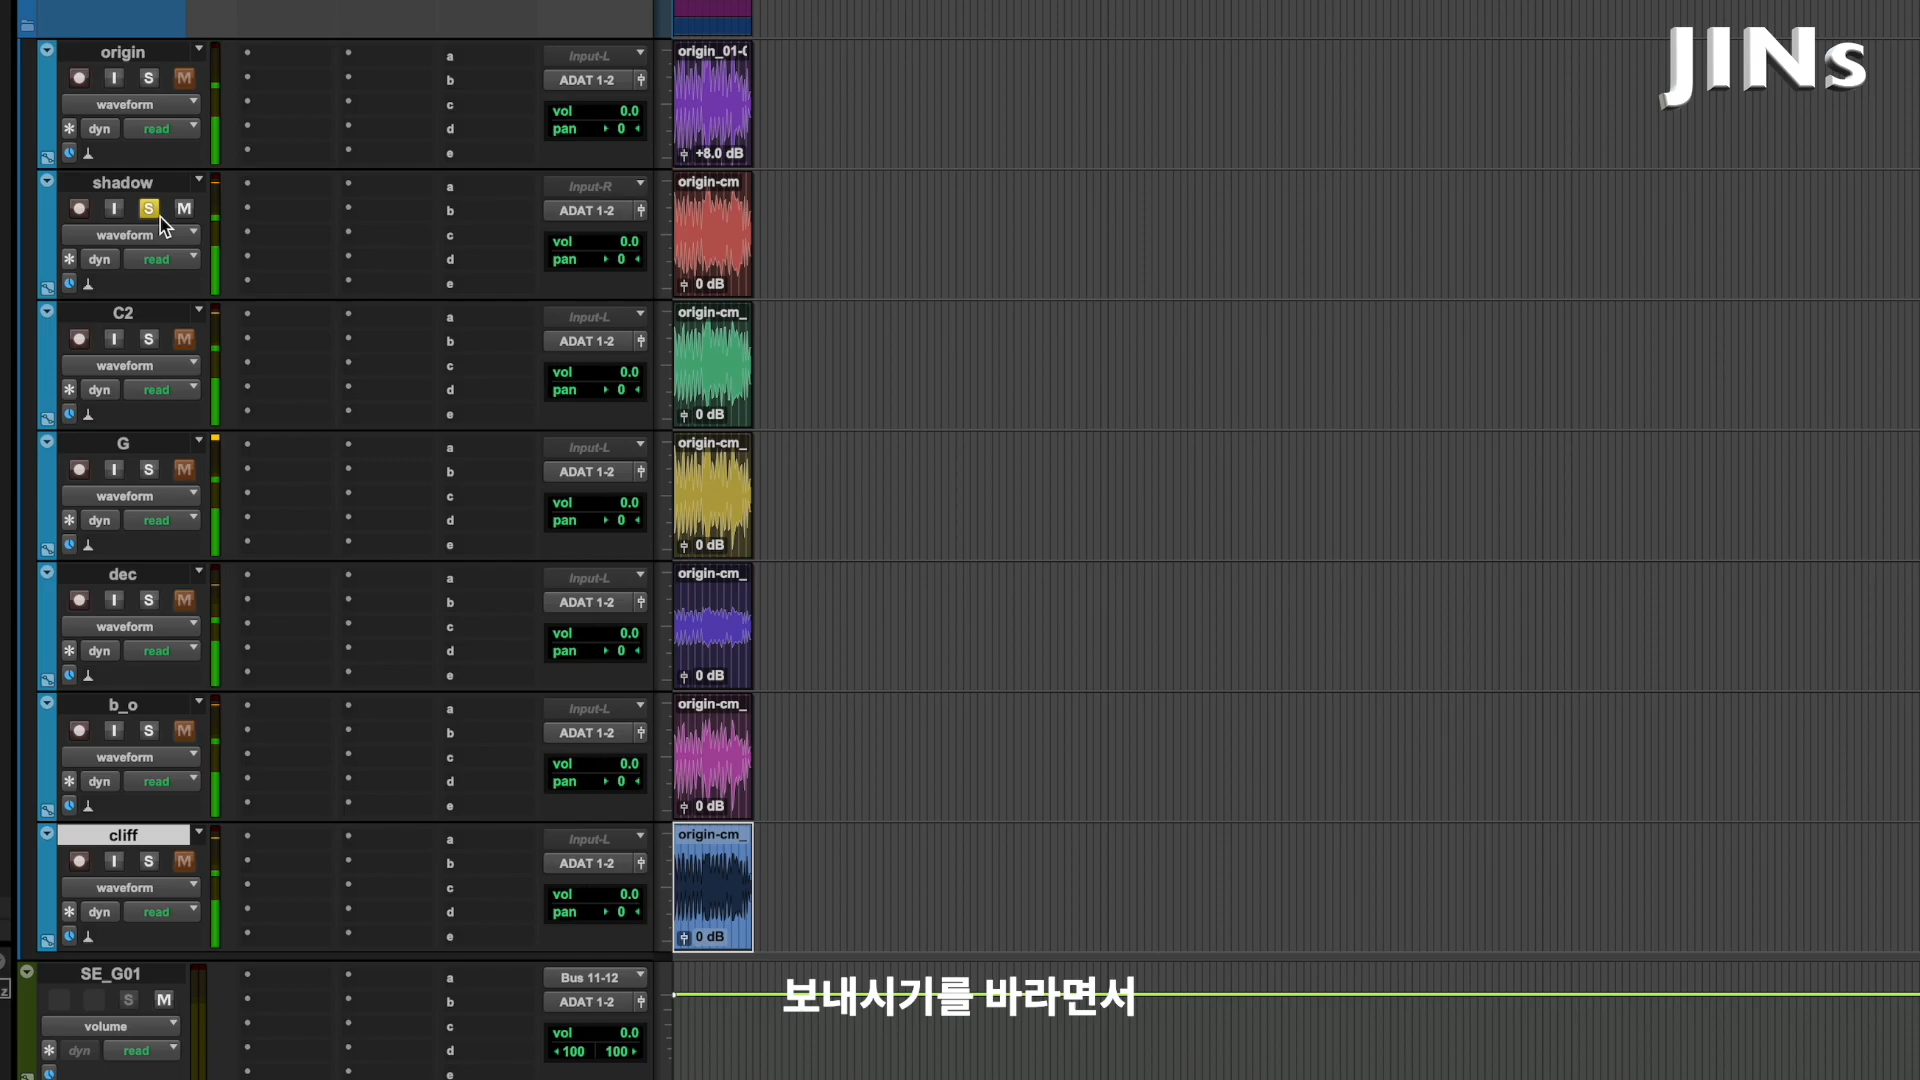 JINs
origin
a
Input-L
origin_01-(
I S M
b
ADAT 1-2
waveform
c
vol 0.0
dyn read
d
pan 0
e
+8.0 dB
shadow
a
Input-R
origin-cm
I S M
b
ADAT 1-2
waveform
c
vol 0.0
dyn read
d
pan 0
e
0 dB
C2
a
Input-L
origin-cm_
I S M
b
ADAT 1-2
waveform
c
vol 0.0
dyn read
d
pan 0
e
0 dB
G
a
Input-L
origin-cm_
I S M
b
ADAT 1-2
waveform
c
vol 0.0
dyn read
d
pan 0
e
0 dB
dec
a
Input-L
origin-cm_
I S M
b
ADAT 1-2
waveform
c
vol 0.0
dyn read
d
pan 0
e
0 dB
b_o
a
Input-L
origin-cm_
I S M
b
ADAT 1-2
waveform
c
vol 0.0
dyn read
d
pan 0
e
0 dB
cliff
a
Input-L
origin-cm_
I S M
b
ADAT 1-2
waveform
c
vol 0.0
dyn read
d
pan 0
e
0 dB
SE_G01
a
Bus 11-12
S M
b
ADAT 1-2
volume
c
vol 0.0
dyn read
d
100 100
e
z
보내시기를 바라면서